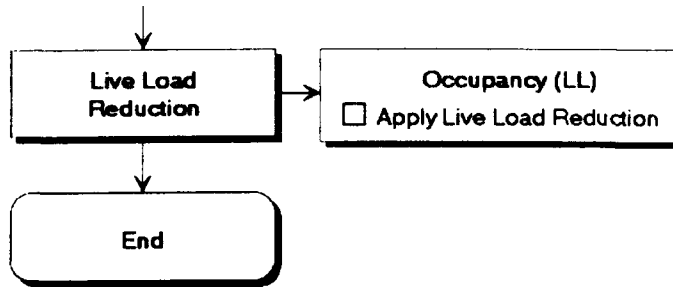 Live Load
Reduction
Occupancy (LL)
Apply Live Load Reduction
End